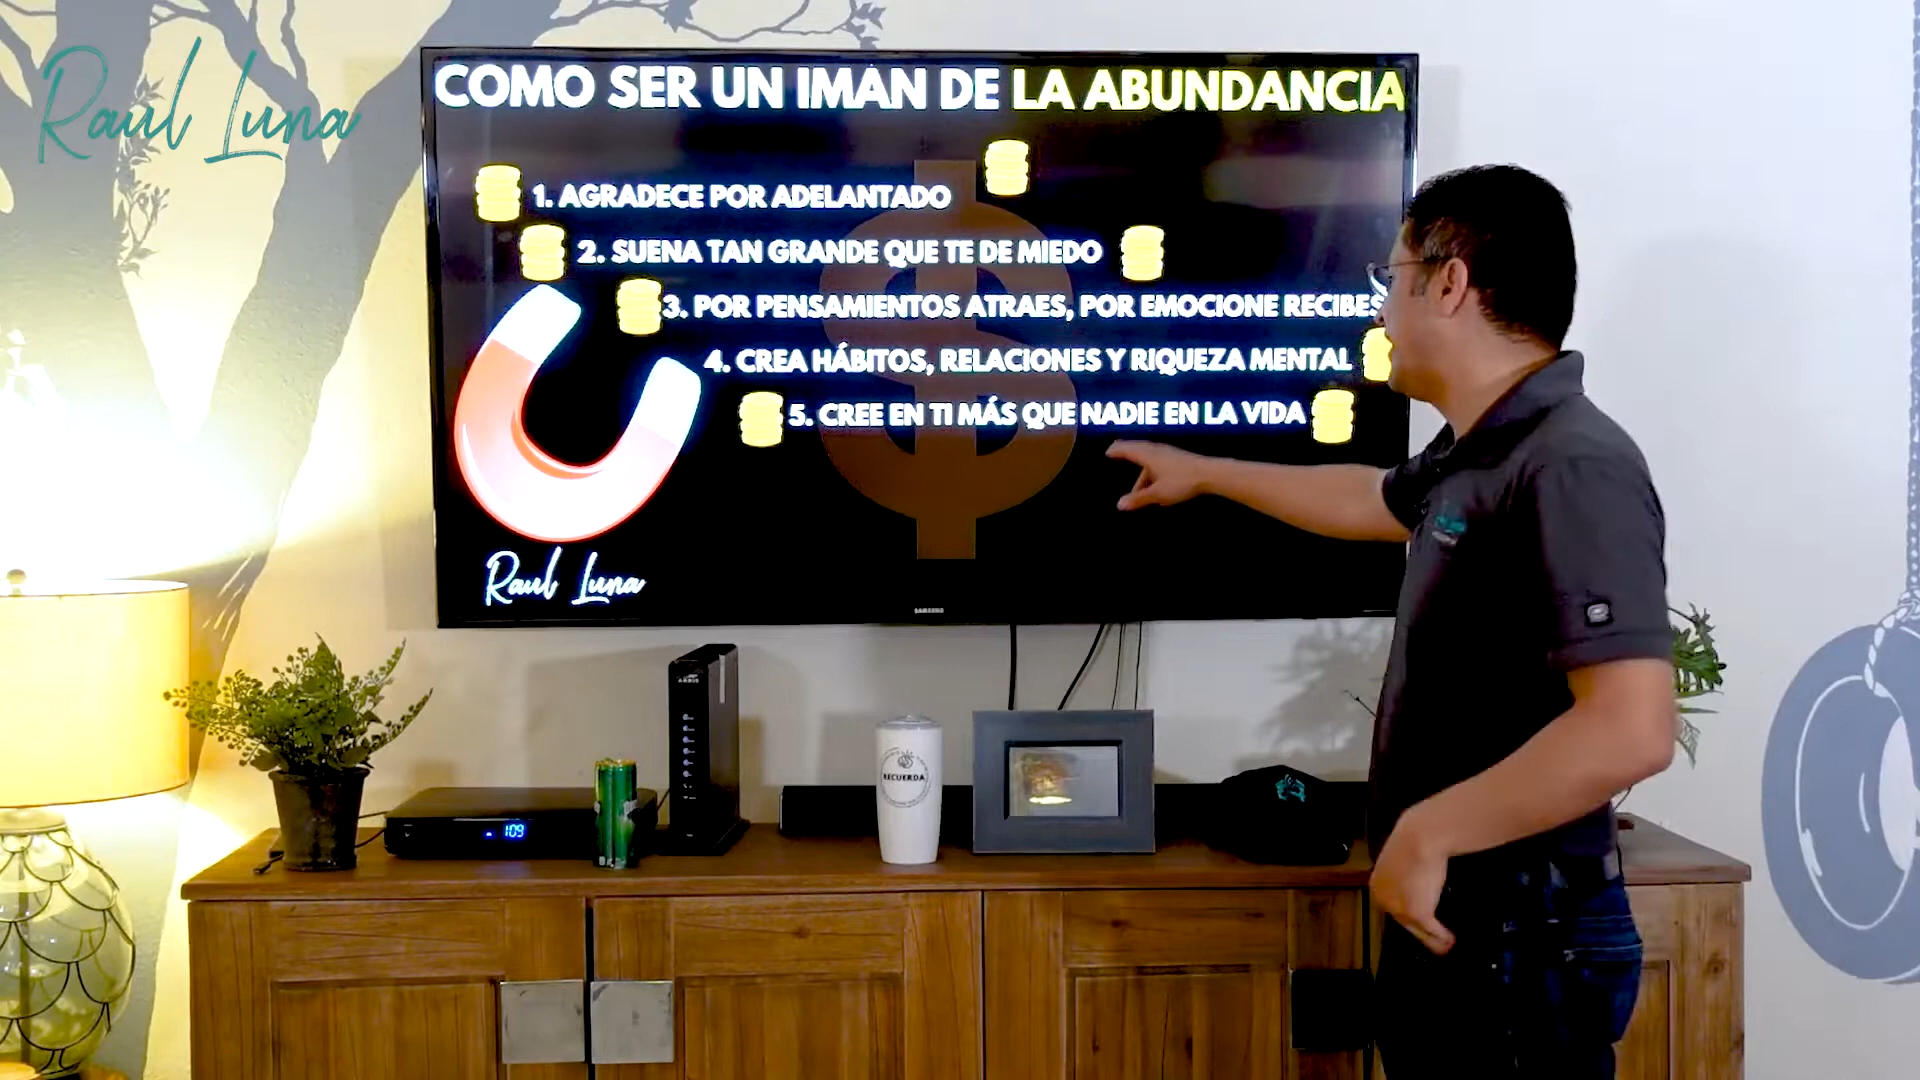 Raul Luna
COMO SER UN IMAN DE LA ABUNDANCIA
1. AGRADECE POR ADELANTADO
2. SUENA TAN GRANDE QUE TE DE MIEDO
3. POR PENSAMIENTOS ATRAES, POR EMOCIONE RECIBES
4. CREA HÁBITOS, RELACIONES Y RIQUEZA MENTAL
5. CREE EN TI MÁS QUE NADIE EN LA VIDA
Raul Luna
SAMSUNG
ARRIS
RECUERDA
109